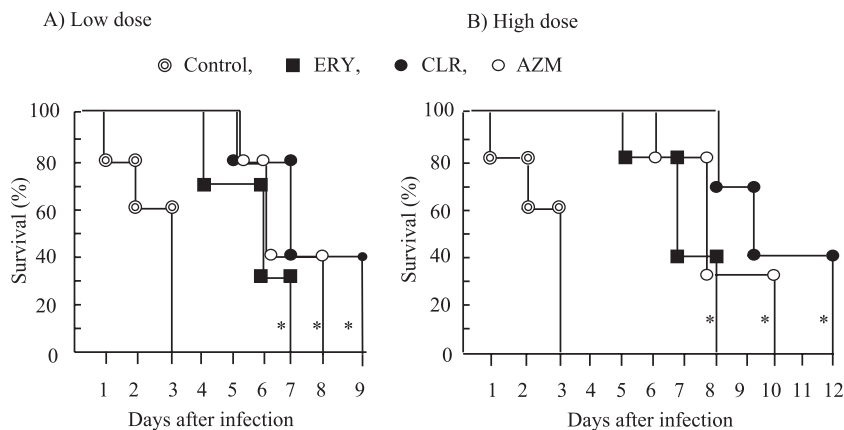 A) Low dose
B) High dose
Control, ERY, CLR, AZM
Survival (%)
100
80
60
40
20
0
* * *
1 2 3 4 5 6 7 8 9
Days after infection
Survival (%)
100
80
60
40
20
0
* * *
1 2 3 4 5 6 7 8 9 10 11 12
Days after infection